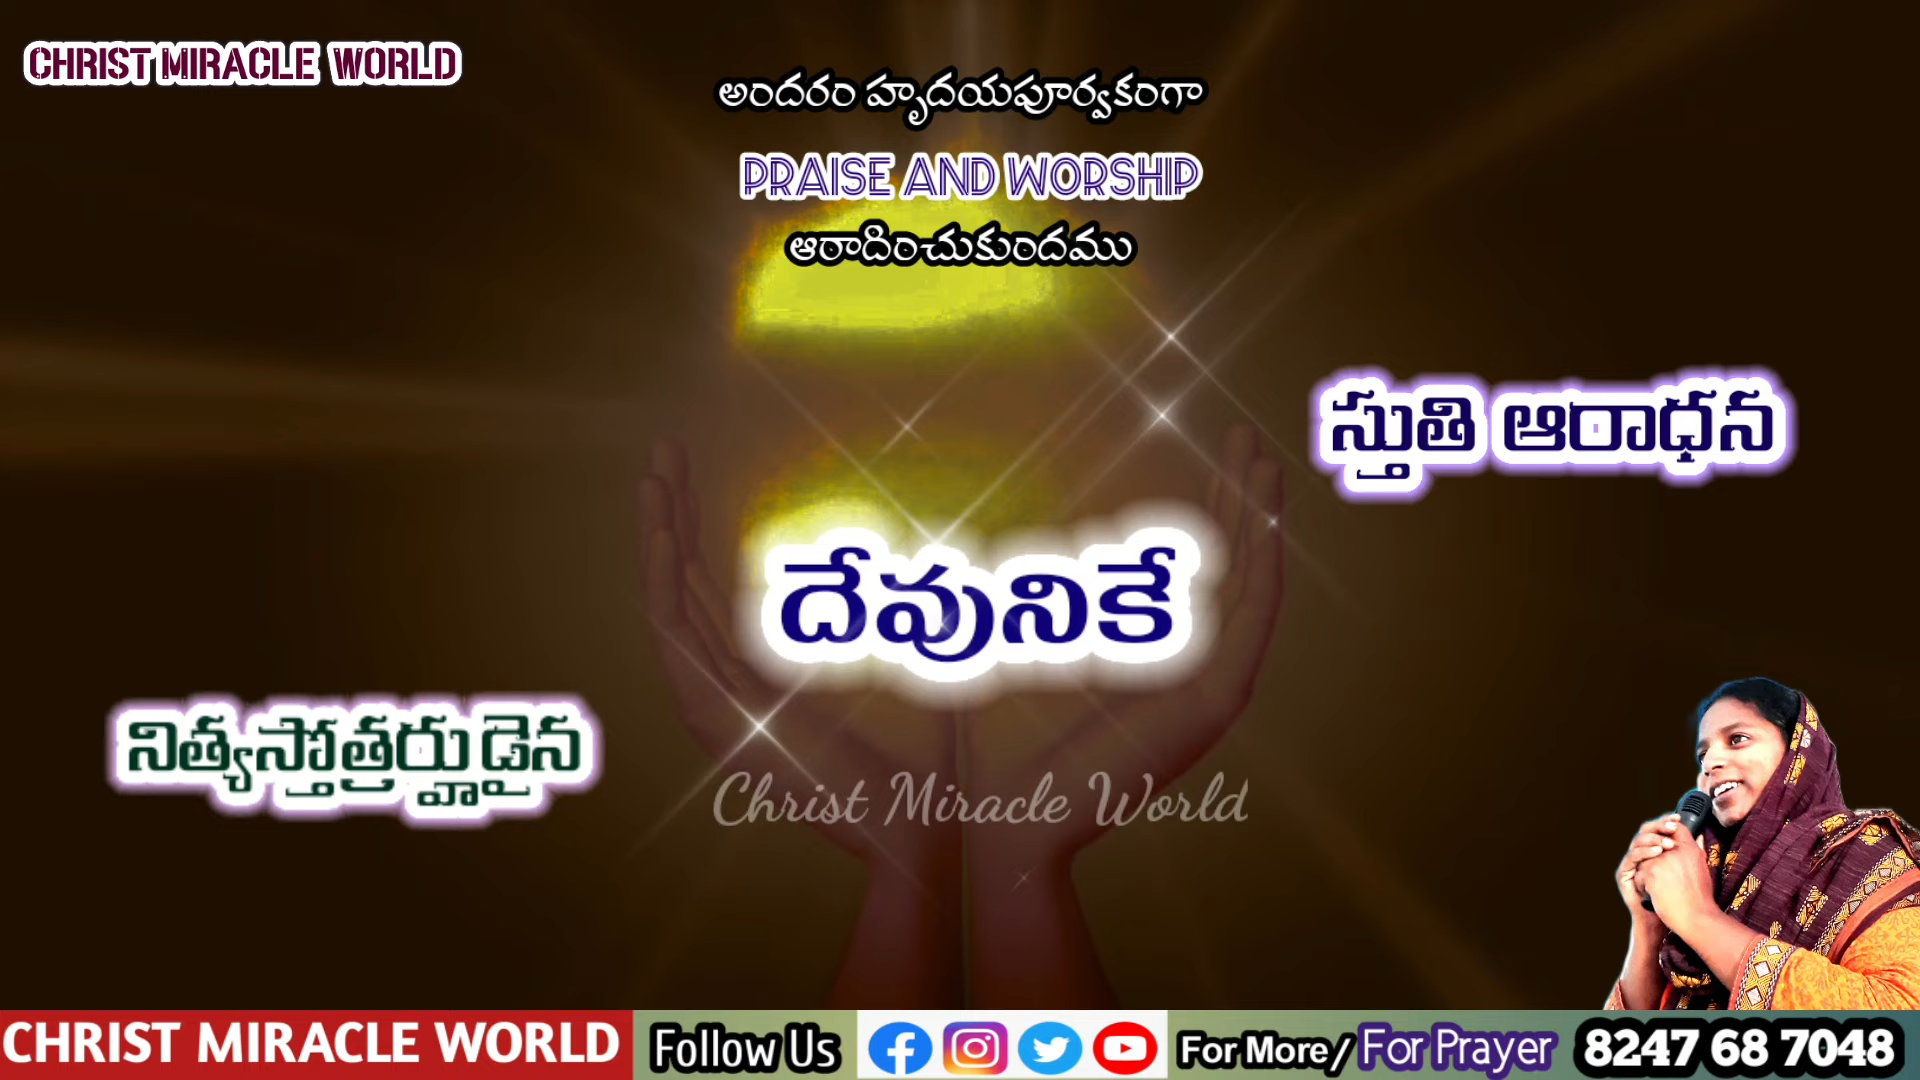 CHRIST MIRACLE WORLD
అందరం హృదయపూర్వకంగా
PRAISE AND WORSHIP
ఆరాదించుకుందము
స్తుతి ఆరాధన
దేవునికే
నిత్యస్తోత్రర్హుడైన
Christ Miracle World
CHRIST MIRACLE WORLD Follow Us For More/ For Prayer 8247 68 7048